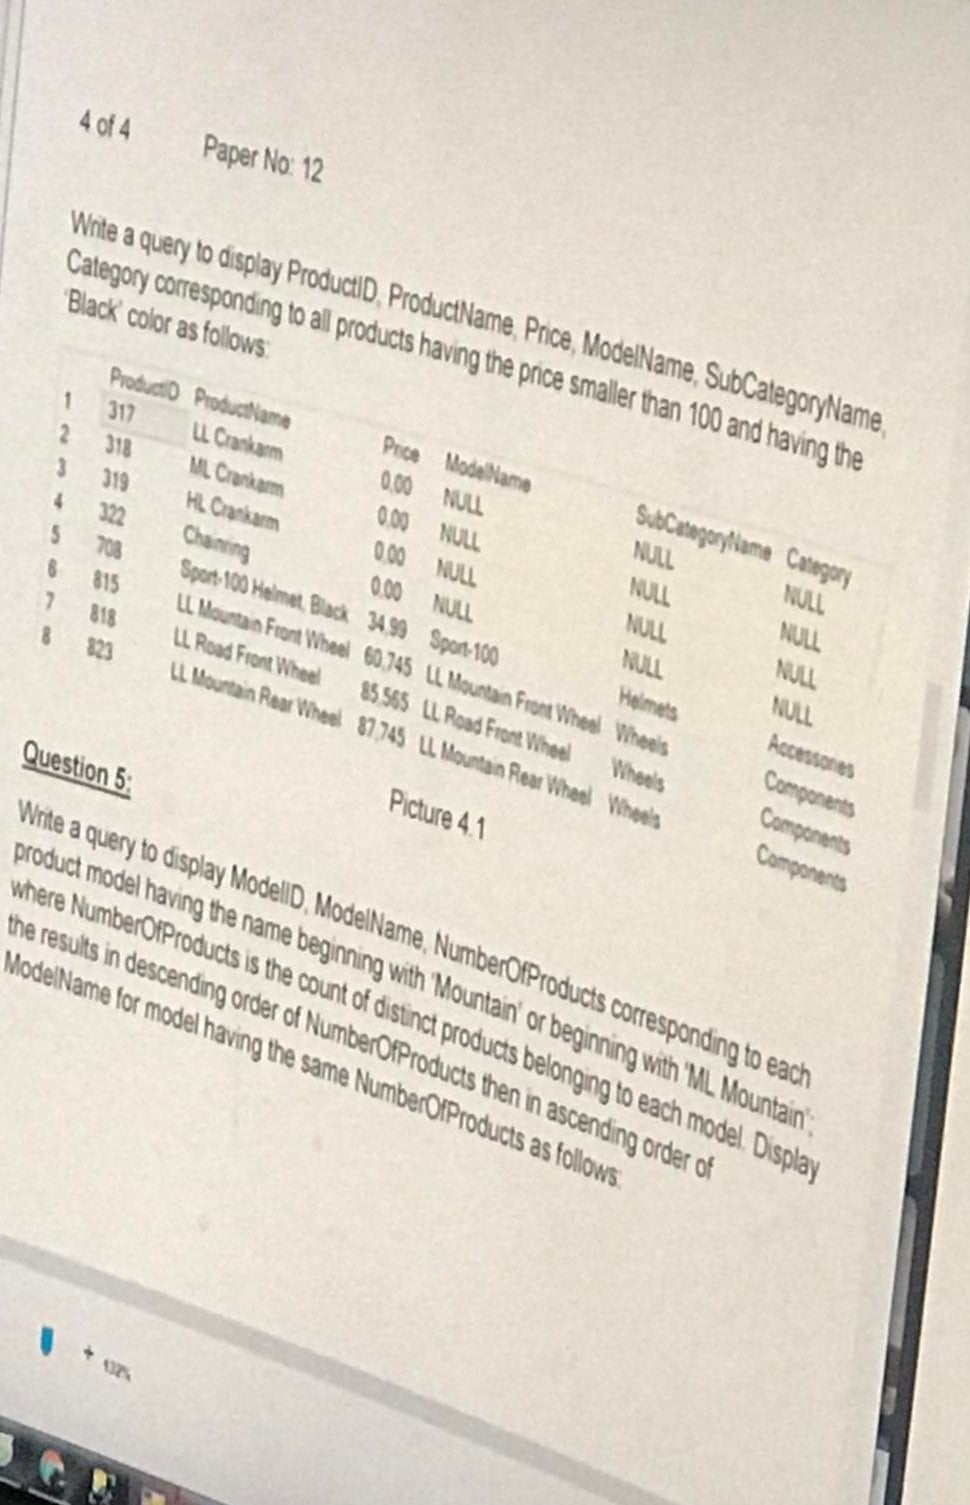 4 of 4 Paper No: 12
Write a query to display ProductID, ProductName, Price, ModelName, SubCategoryName,
Category corresponding to all products having the price smaller than 100 and having the
'Black' color as follows:
ProductID ProductName Price ModelName SubCategoryName Category
1 317 LL Crankarm 0.00 NULL NULL NULL
2 318 ML Crankarm 0.00 NULL NULL NULL
3 319 HL Crankarm 0.00 NULL NULL NULL
4 322 Chainring 0.00 NULL NULL NULL
5 708 Sport-100 Helmet, Black 34.99 Sport-100 Helmets Accessories
6 815 LL Mountain Front Wheel 60.745 LL Mountain Front Wheel Wheels Components
7 818 LL Road Front Wheel 85.565 LL Road Front Wheel Wheels Components
8 823 LL Mountain Rear Wheel 87.745 LL Mountain Rear Wheel Wheels Components
Picture 4.1
Question 5:
Write a query to display ModelID, ModelName, NumberOfProducts corresponding to each
product model having the name beginning with 'Mountain' or beginning with 'ML Mountain';
where NumberOfProducts is the count of distinct products belonging to each model. Display
the results in descending order of NumberOfProducts then in ascending order of
ModelName for model having the same NumberOfProducts as follows:
+ 132%